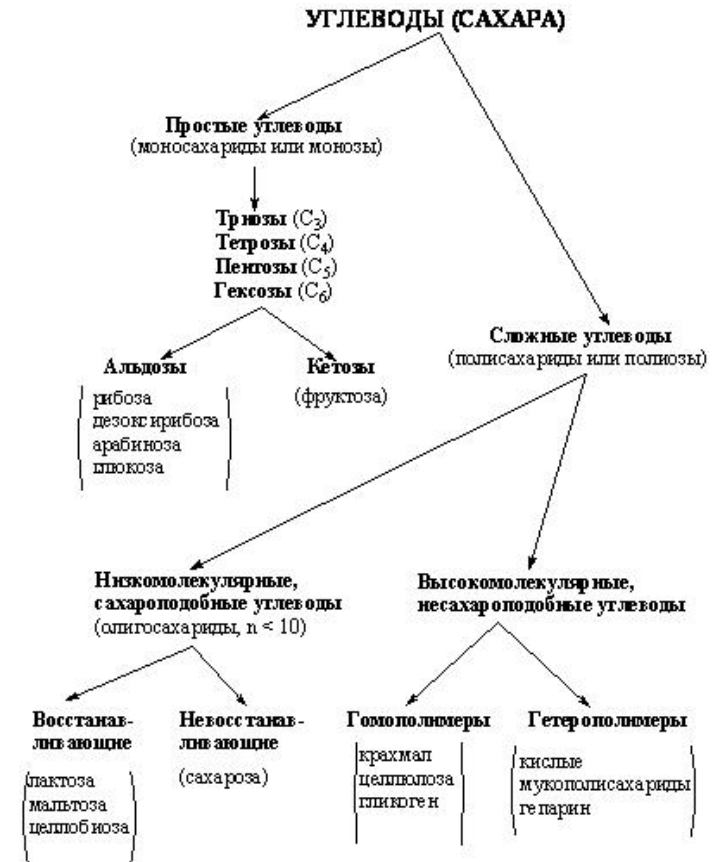 УГЛЕВОДЫ (САХАРА)
Простые углеводы
(моносахариды или монозы)
Триозы (C3)
Тетрозы (C4)
Пентозы (C5)
Гексозы (C6)
Сложные углеводы
(полисахариды или полиозы)
Альдозы
рибоза
дезоксирибоза
арабиноза
глюкоза
Кетозы
(фруктоза)
Низкомолекулярные,
сахароподобные углеводы
(олигосахариды, n < 10)
Высокомолекулярные,
несахароподобные углеводы
Восстанав-
ливающие
(лактоза
мальтоза
целлобиоза)
Невосстанав-
ливающие
(сахароза)
Гомополимеры
крахмал
целлюлоза
гликоген
Гетерополимеры
(кислые
мукополисахариды
гепарин)